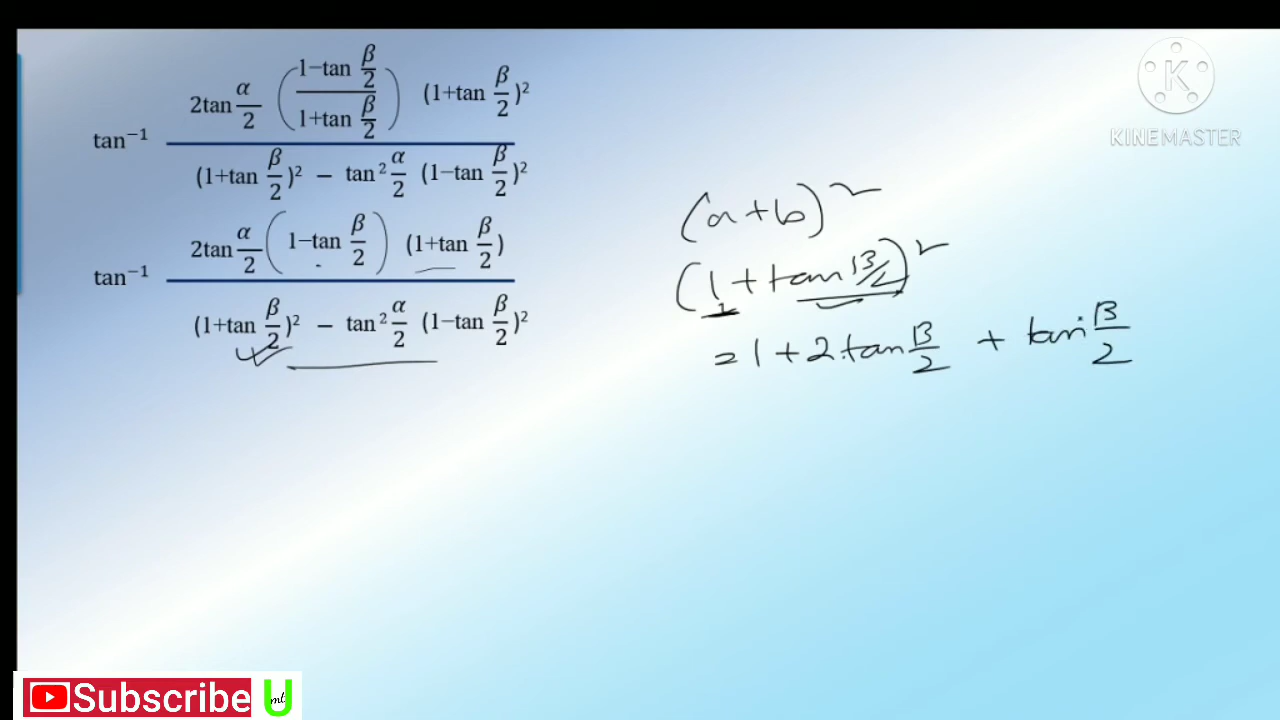 tan⁻¹ 2tan α/2 ((1−tan β/2)/(1+tan β/2)) (1+tan β/2)² / (1+tan β/2)² − tan² α/2 (1−tan β/2)²
tan⁻¹ 2tan α/2 (1−tan β/2) (1+tan β/2) / (1+tan β/2)² − tan² α/2 (1−tan β/2)²
KINEMASTER
(a+b)²
(1+tan β/2)²
= 1 + 2.tan β/2 + tan² β/2
Subscribe